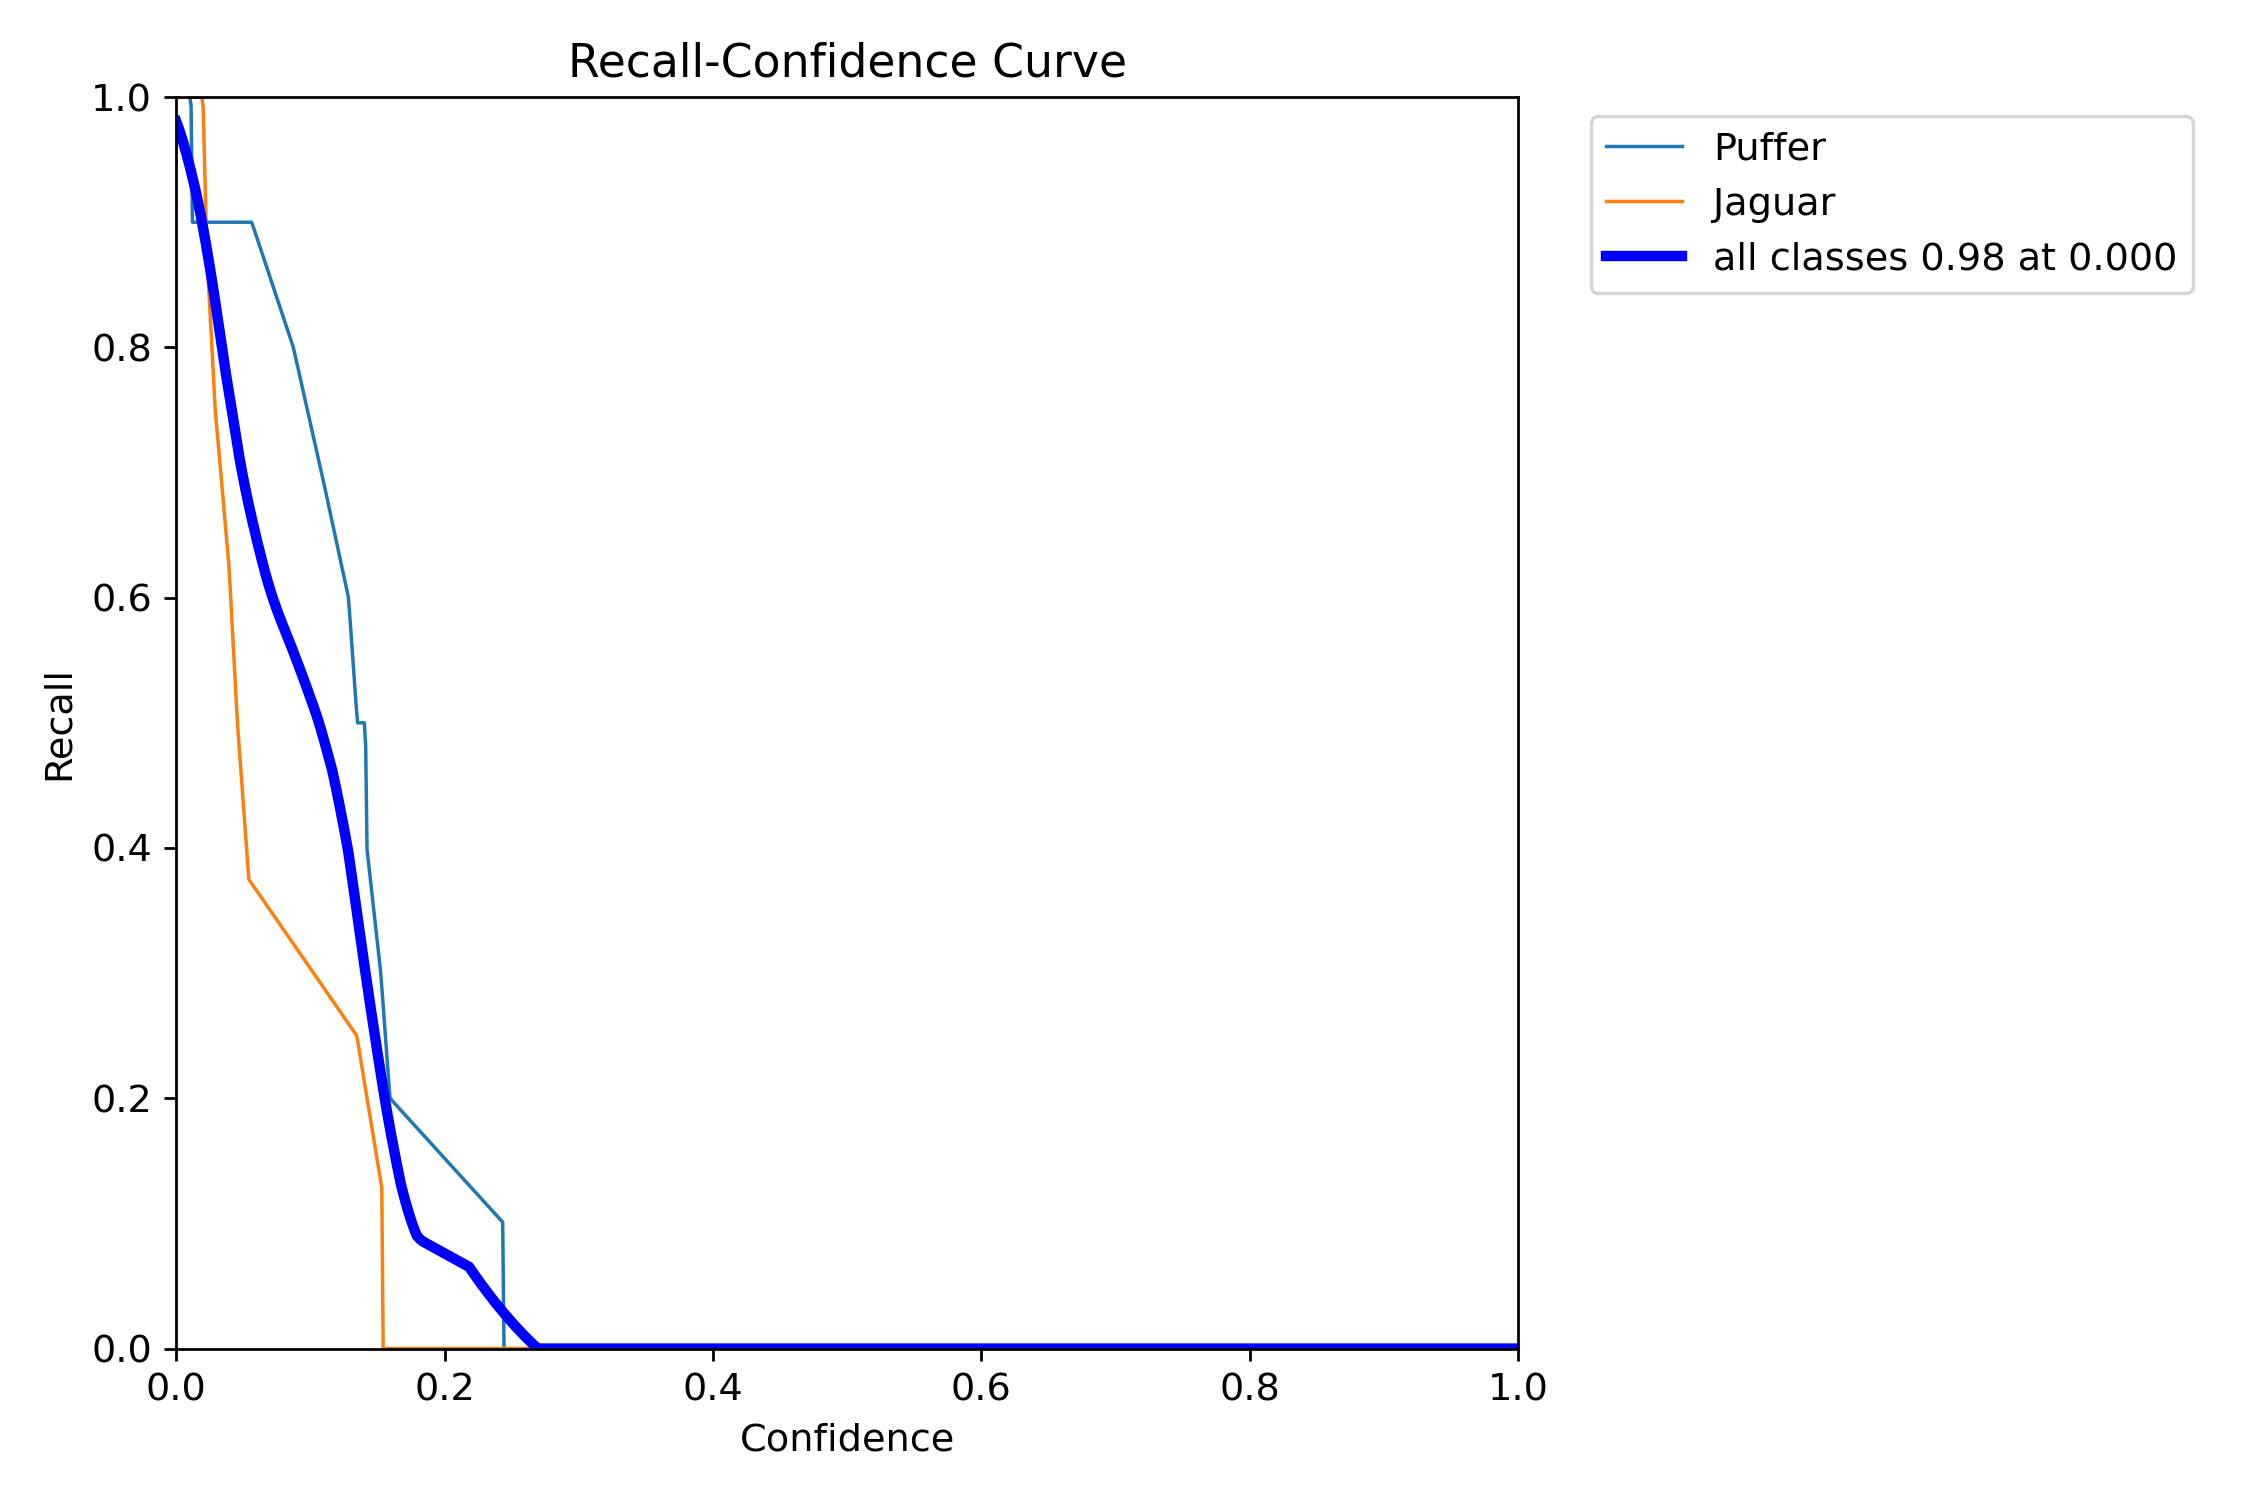 Recall-Confidence Curve
1.0
0.8
0.6
0.4
0.2
0.0
Recall
0.0 0.2 0.4 0.6 0.8 1.0
Confidence
Puffer
Jaguar
all classes 0.98 at 0.000